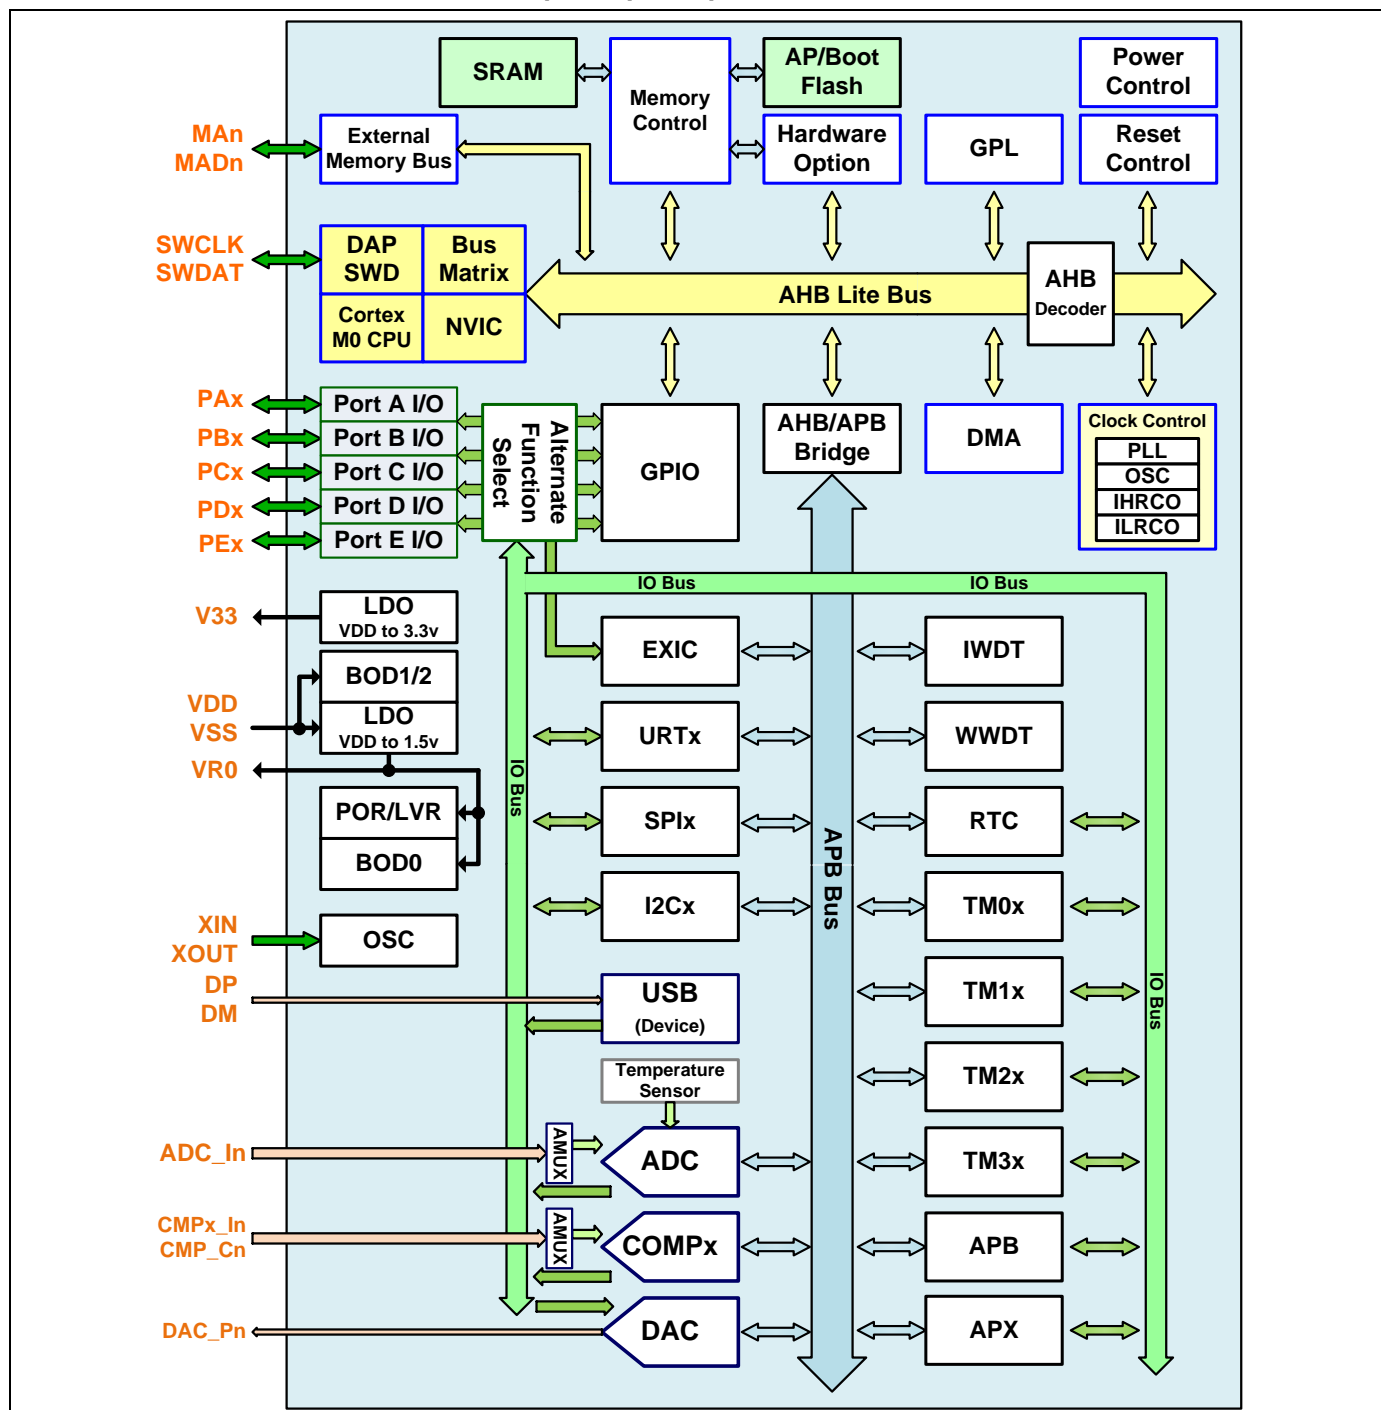 SRAM
Memory
Control
AP/Boot
Flash
Power
Control
MAn
MADn
External
Memory Bus
Hardware
Option
GPL
Reset
Control
SWCLK
SWDAT
DAP
SWD
Bus
Matrix
Cortex
M0 CPU
NVIC
AHB Lite Bus
AHB
Decoder
PAx
PBx
PCx
PDx
PEx
Port A I/O
Port B I/O
Port C I/O
Port D I/O
Port E I/O
Alternate
Function
Select
GPIO
AHB/APB
Bridge
DMA
Clock Control
PLL
OSC
IHRCO
ILRCO
IO Bus
IO Bus
V33
LDO
VDD to 3.3v
EXIC
IWDT
BOD1/2
VDD
VSS
LDO
VDD to 1.5v
URTx
WWDT
VR0
IO Bus
POR/LVR
BOD0
SPIx
RTC
APB Bus
XIN
XOUT
OSC
I2Cx
TM0x
DP
DM
USB
(Device)
TM1x
IO Bus
Temperature
Sensor
TM2x
ADC_In
AMUX
ADC
TM3x
CMPx_In
CMP_Cn
AMUX
COMPx
APB
DAC_Pn
DAC
APX